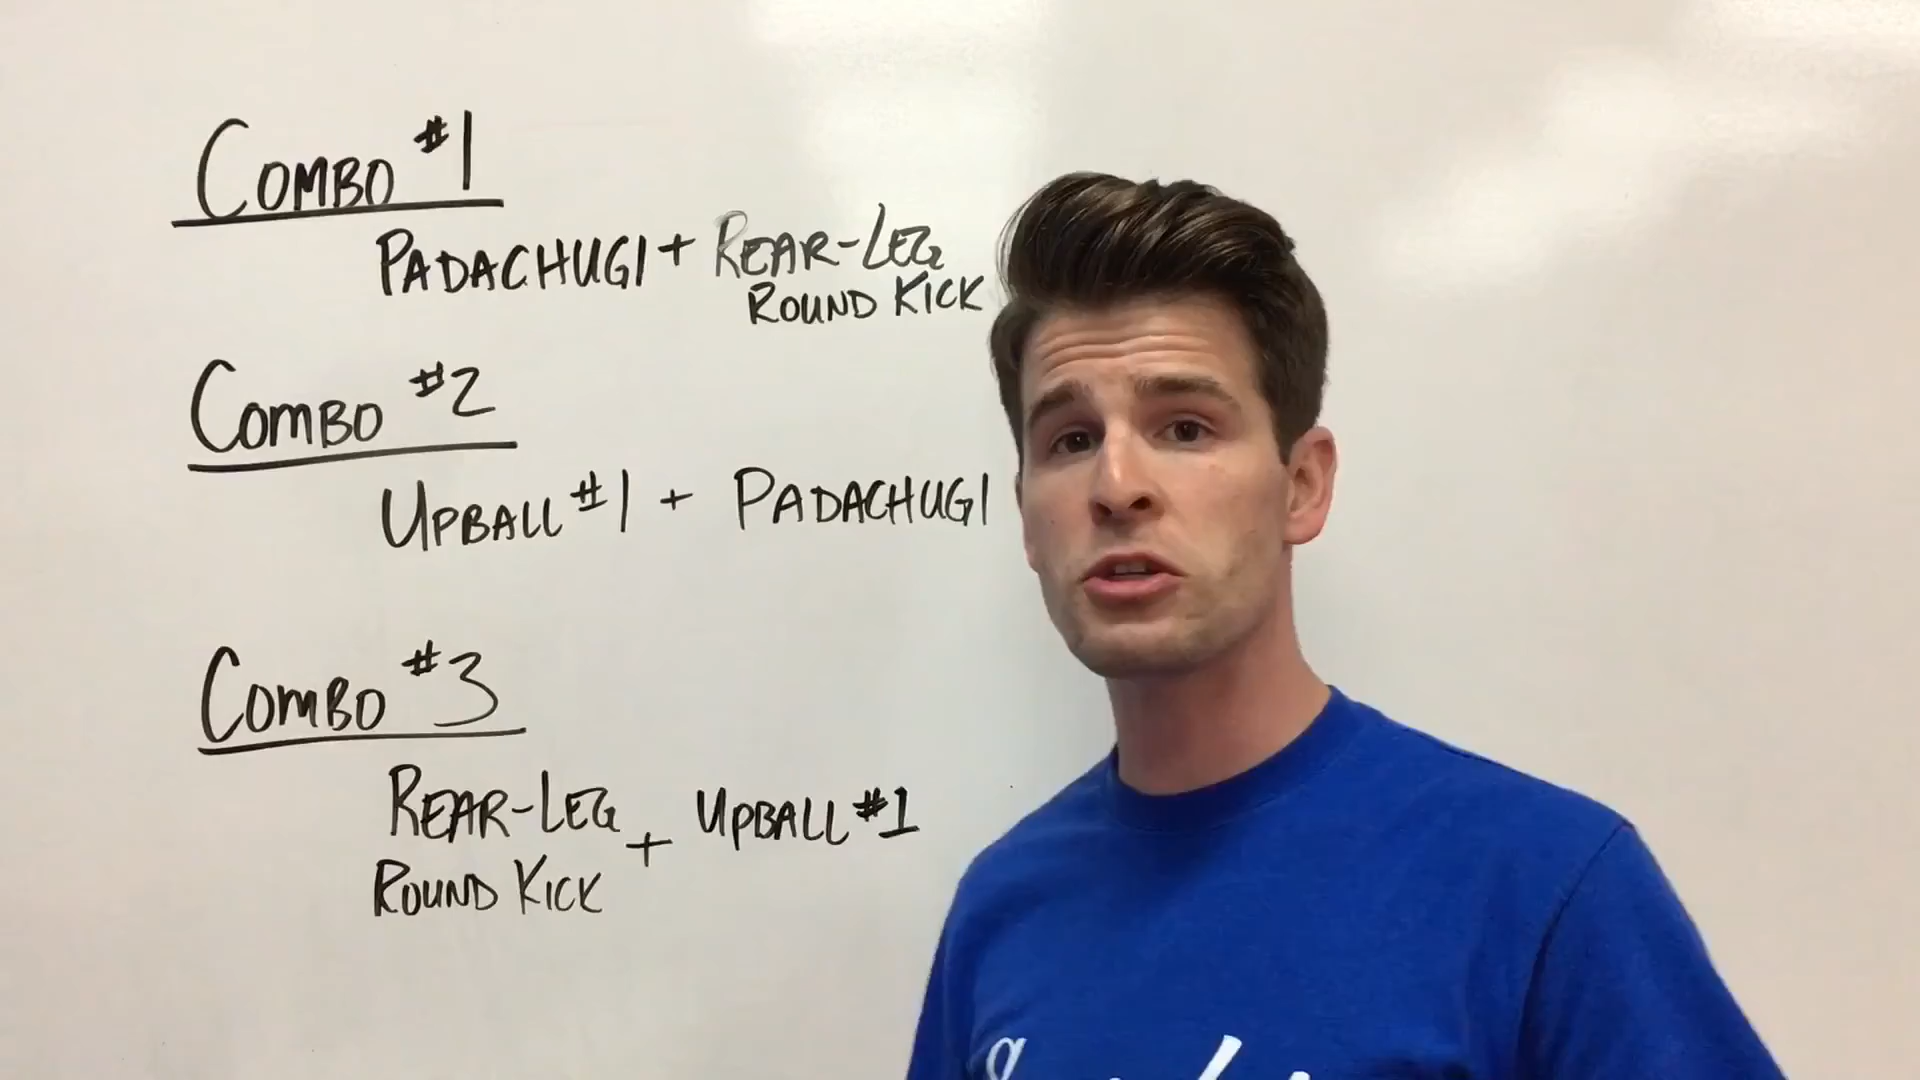 COMBO #1
PADACHUGI + REAR-LEG
ROUND KICK
COMBO #2
UPBALL #1 + PADACHUGI
COMBO #3
REAR-LEG + UPBALL #1
ROUND KICK